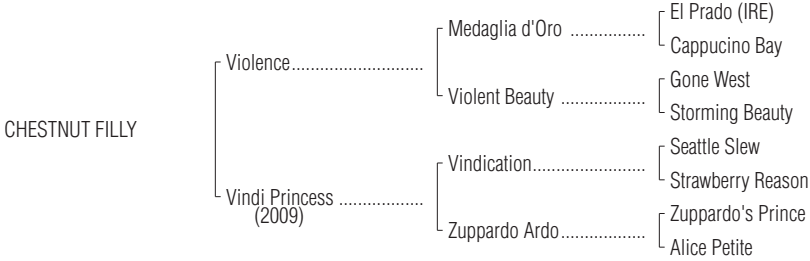 El Prado (IRE)
Medaglia d'Oro ................
Cappucino Bay
Violence............................
Gone West
Violent Beauty ..................
Storming Beauty
CHESTNUT FILLY
Seattle Slew
Vindication........................
Strawberry Reason
Vindi Princess ..................
(2009)
Zuppardo's Prince
Zuppardo Ardo..................
Alice Petite